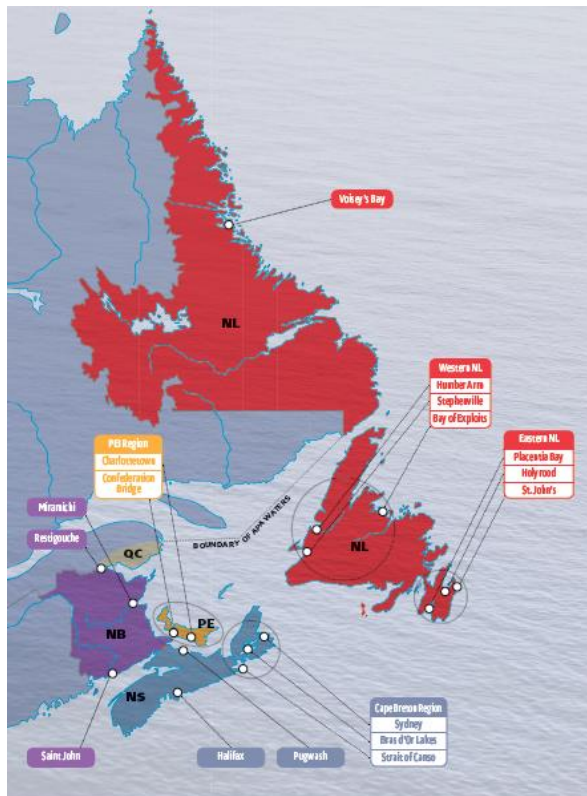 Voisey's Bay
NL
Western NL
Humber Arm
Stephenville
Bay of Exploits
Eastern NL
Placentia Bay
Holyrood
St. John's
PEI Region
Charlottetown
Confederation
Bridge
Miramichi
Restigouche
BOUNDARY OF APA WATERS
QC
NL
PE
NB
NS
Cape Breton Region
Sydney
Bras d'Or Lakes
Strait of Canso
Saint John
Halifax
Pugwash